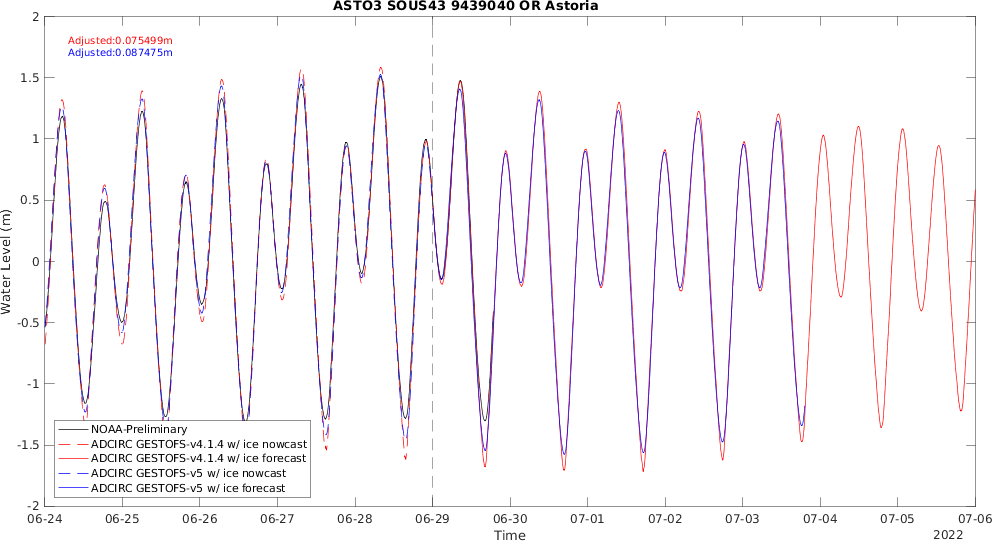 ASTO3 SOUS43 9439040 OR Astoria
Adjusted:0.075499m
Adjusted:0.087475m
Water Level (m)
2
1.5
1
0.5
0
-0.5
-1
-1.5
-2
NOAA-Preliminary
ADCIRC GESTOFS-v4.1.4 w/ ice nowcast
ADCIRC GESTOFS-v4.1.4 w/ ice forecast
ADCIRC GESTOFS-v5 w/ ice nowcast
ADCIRC GESTOFS-v5 w/ ice forecast
06-24 06-25 06-26 06-27 06-28 06-29 06-30 07-01 07-02 07-03 07-04 07-05 07-06
Time
2022